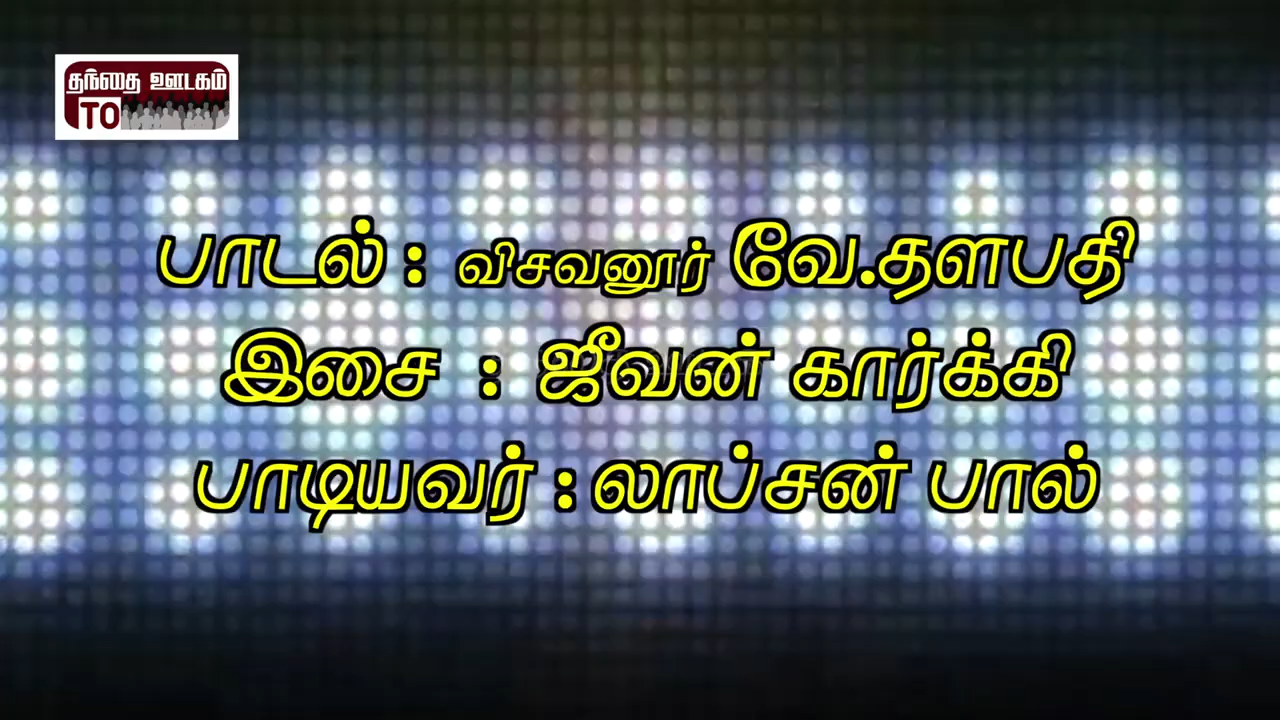 தந்தை ஊடகம்
TO
பாடல் : விசவனூர் வே.தளபதி
இசை : ஜீவன் கார்க்கி
பாடியவர் : லாப்சன் பால்